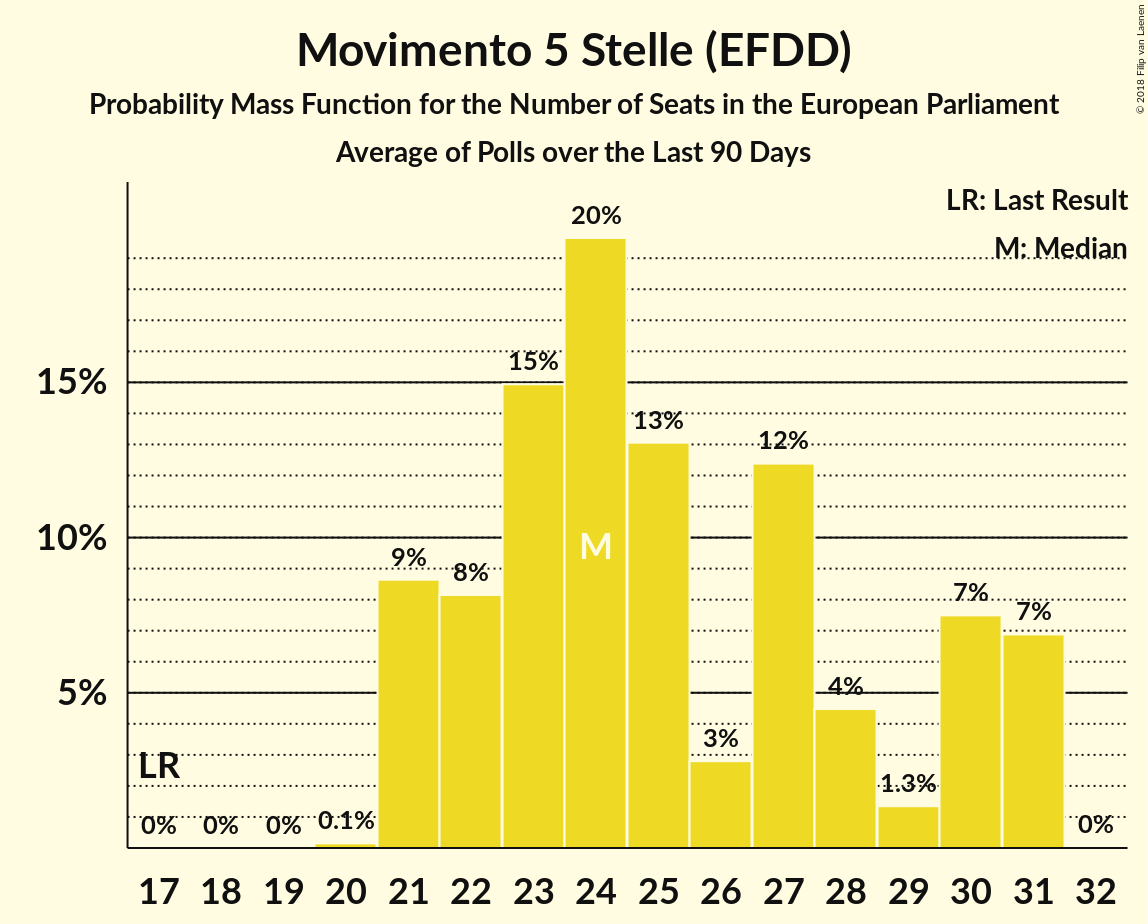 Movimento 5 Stelle (EFDD)
Probability Mass Function for the Number of Seats in the European Parliament
Average of Polls over the Last 90 Days
© 2018 Filip van Laenen
LR: Last Result
M: Median
20%
15%
15%
13%
12%
10%
M
9%
8%
7%
7%
5%
4%
3%
LR
1.3%
0%
0%
0%
0.1%
0%
17 18 19 20 21 22 23 24 25 26 27 28 29 30 31 32